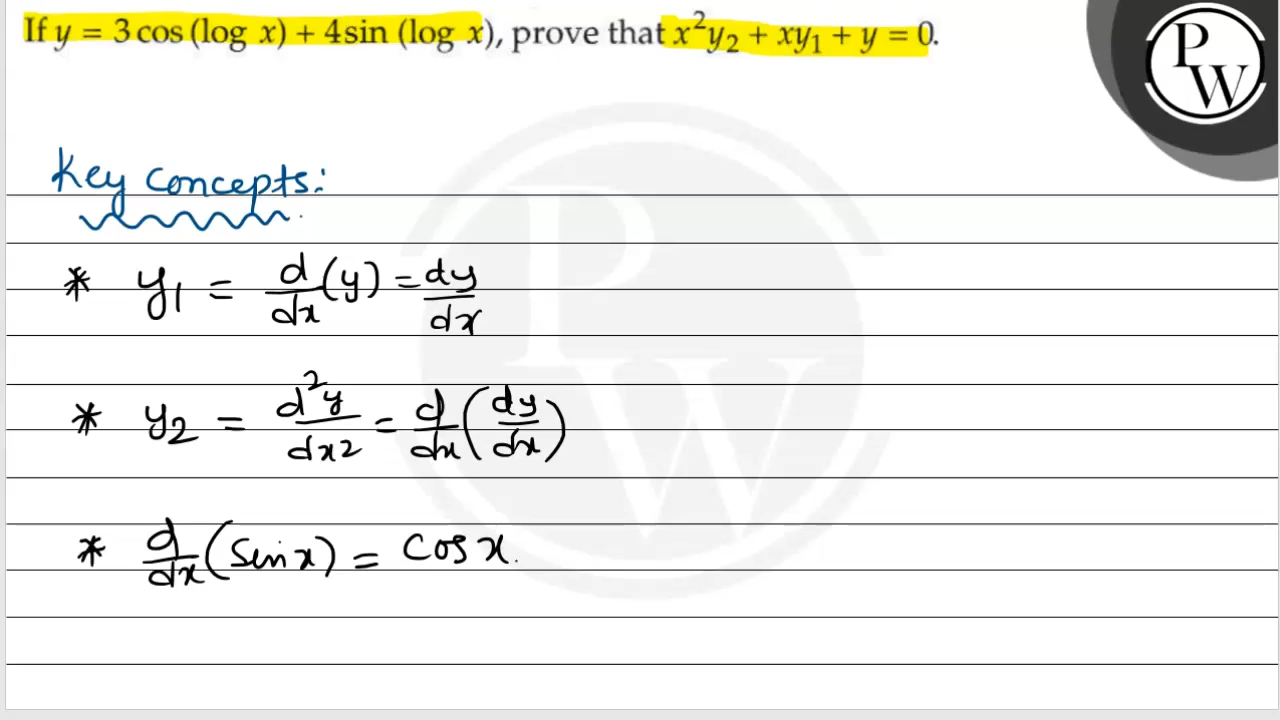 If y = 3 cos (log x) + 4 sin (log x), prove that x²y₂ + xy₁ + y = 0.
P
W
Key Concepts:
* y₁ = d/dx (y) = dy/dx
* y₂ = d²y/dx2 = d/dx (dy/dx)
* d/dx (sin x) = cos x.
P
W